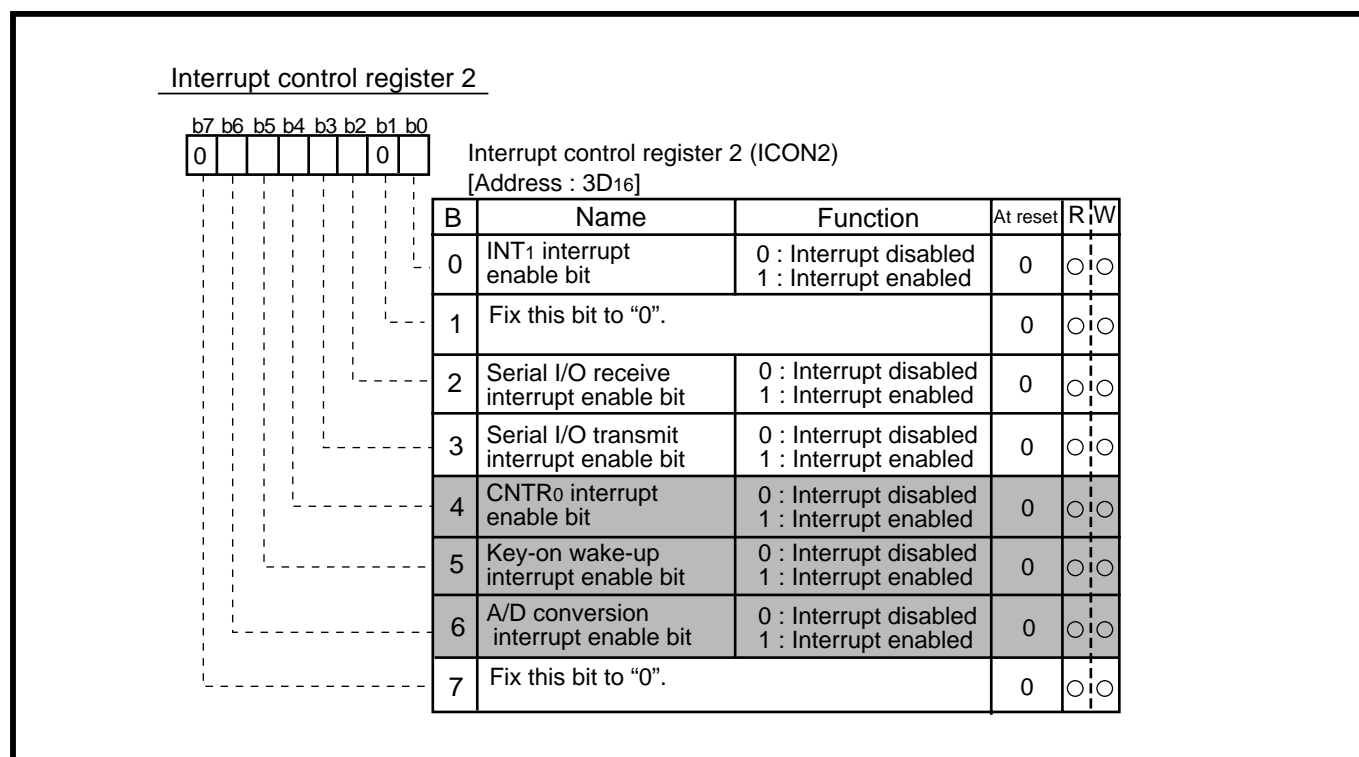 Interrupt control register 2
b7 b6 b5 b4 b3 b2 b1 b0
0 0
Interrupt control register 2 (ICON2)
[Address : 3D16]
B Name Function At reset R W
0 INT1 interrupt enable bit 0 : Interrupt disabled 1 : Interrupt enabled 0
1 Fix this bit to “0”. 0
2 Serial I/O receive interrupt enable bit 0 : Interrupt disabled 1 : Interrupt enabled 0
3 Serial I/O transmit interrupt enable bit 0 : Interrupt disabled 1 : Interrupt enabled 0
4 CNTR0 interrupt enable bit 0 : Interrupt disabled 1 : Interrupt enabled 0
5 Key-on wake-up interrupt enable bit 0 : Interrupt disabled 1 : Interrupt enabled 0
6 A/D conversion interrupt enable bit 0 : Interrupt disabled 1 : Interrupt enabled 0
7 Fix this bit to “0”. 0